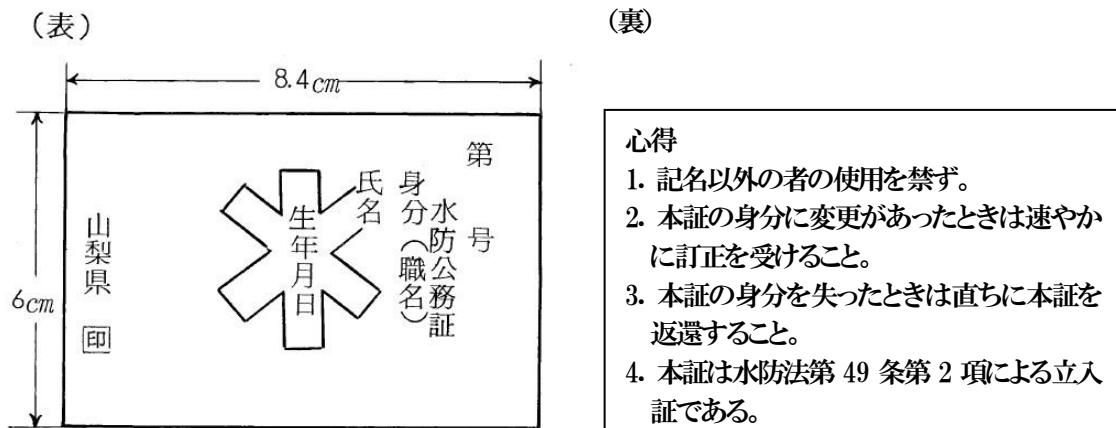 (表)
8.4cm
6cm
第 号
水防公務証
身分(職名)
氏名
生年月日
山梨県 印
(裏)
心得
1. 記名以外の者の使用を禁ず。
2. 本証の身分に変更があったときは速やか
に訂正を受けること。
3. 本証の身分を失ったときは直ちに本証を
返還すること。
4. 本証は水防法第 49 条第 2 項による立入
証である。